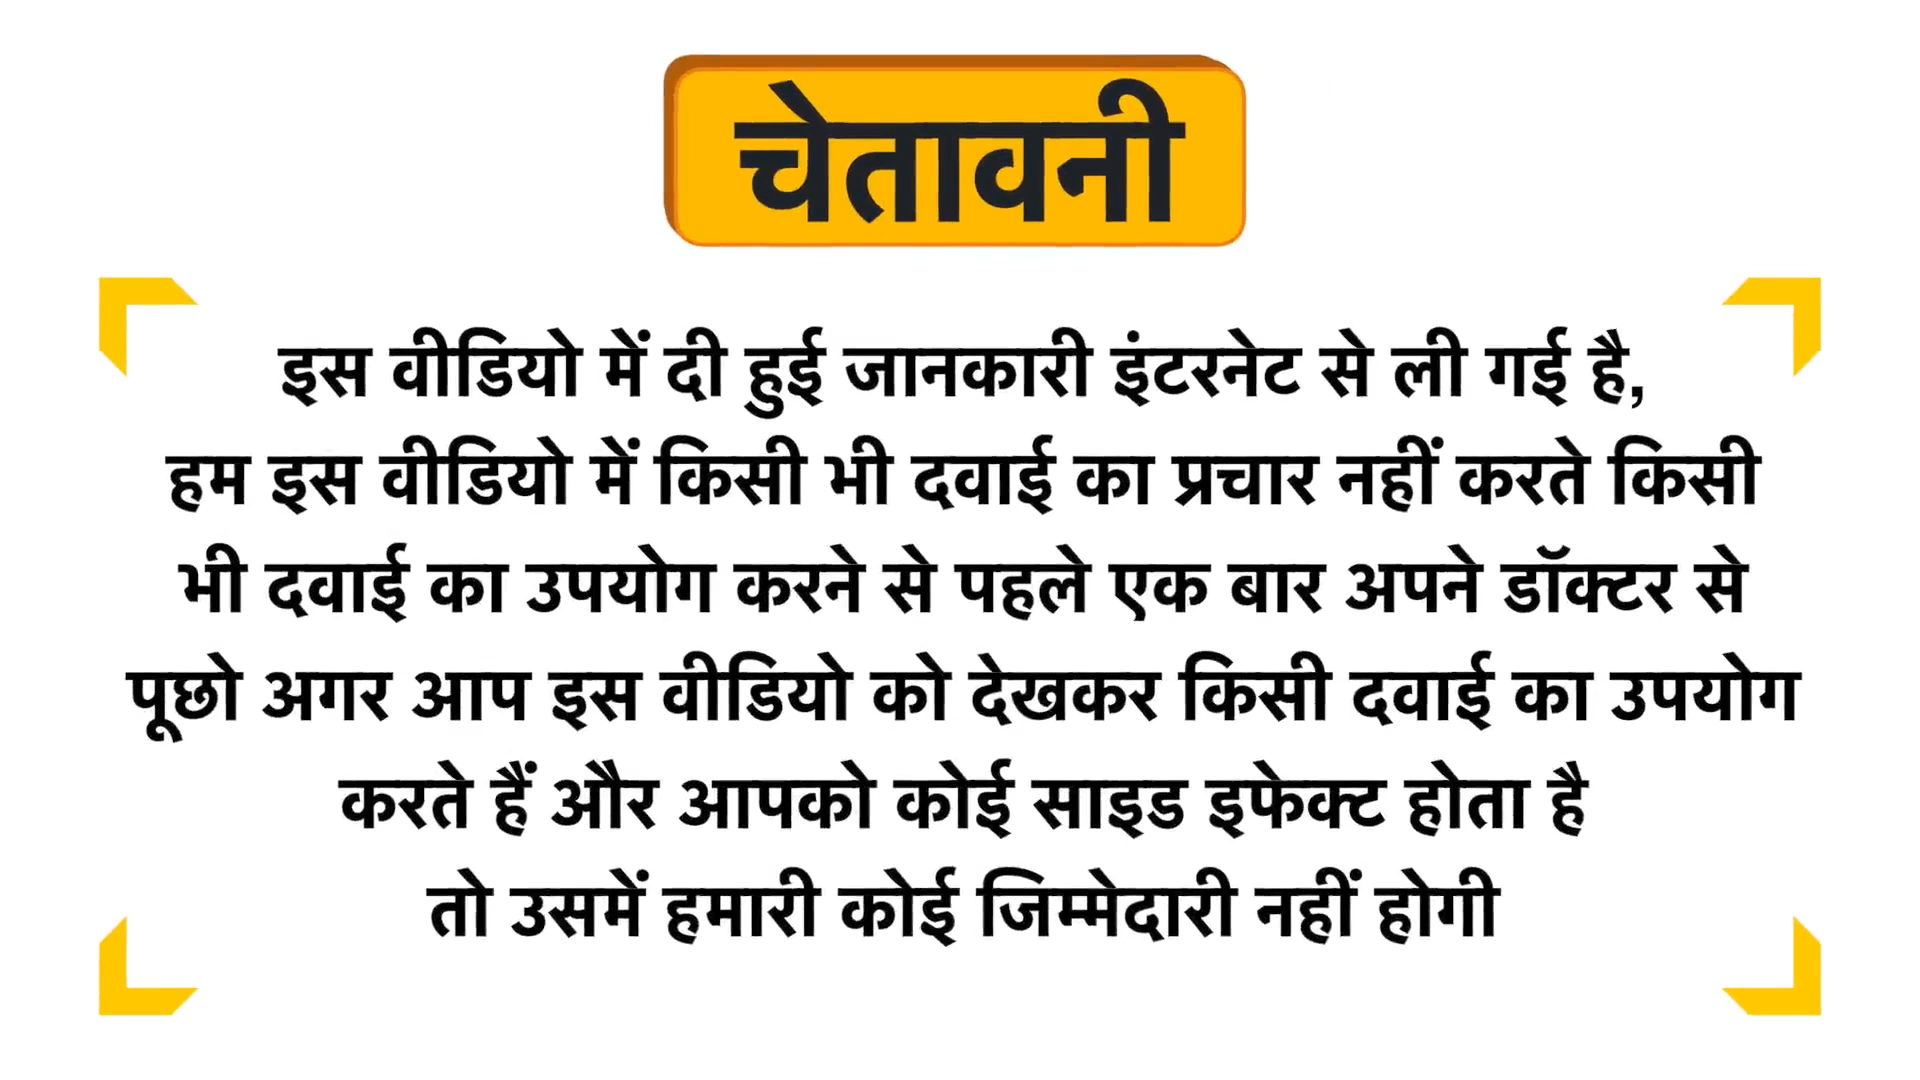 चेतावनी
इस वीडियो में दी हुई जानकारी इंटरनेट से ली गई है,
हम इस वीडियो में किसी भी दवाई का प्रचार नहीं करते किसी
भी दवाई का उपयोग करने से पहले एक बार अपने डॉक्टर से
पूछो अगर आप इस वीडियो को देखकर किसी दवाई का उपयोग
करते हैं और आपको कोई साइड इफेक्ट होता है
तो उसमें हमारी कोई जिम्मेदारी नहीं होगी